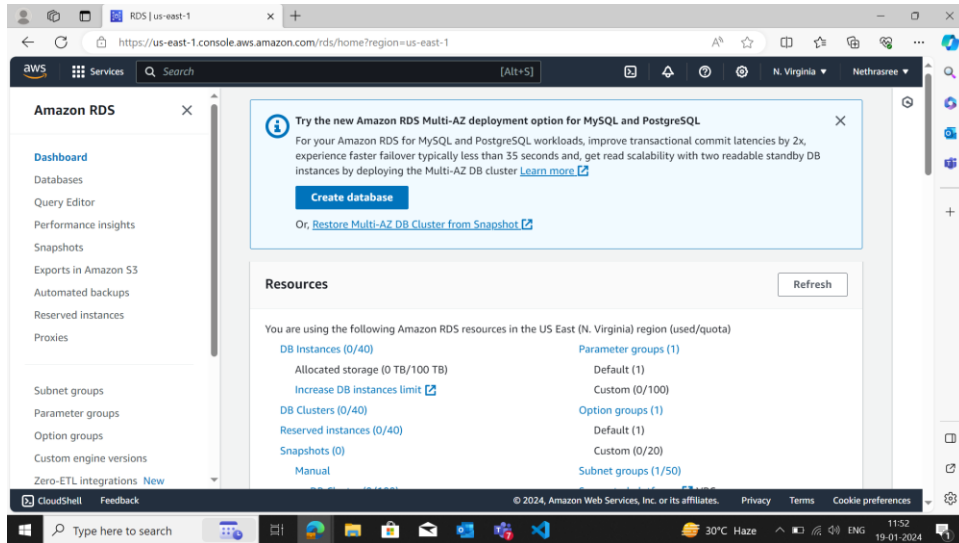 RDS | us-east-1
https://us-east-1.console.aws.amazon.com/rds/home?region=us-east-1
aws Services Search [Alt+S] N. Virginia Nethrasree
Amazon RDS
Dashboard
Databases
Query Editor
Performance insights
Snapshots
Exports in Amazon S3
Automated backups
Reserved instances
Proxies
Subnet groups
Parameter groups
Option groups
Custom engine versions
Zero-ETL integrations New
Try the new Amazon RDS Multi-AZ deployment option for MySQL and PostgreSQL
For your Amazon RDS for MySQL and PostgreSQL workloads, improve transactional commit latencies by 2x,
experience faster failover typically less than 35 seconds and, get read scalability with two readable standby DB
instances by deploying the Multi-AZ DB cluster Learn more
Create database
Or, Restore Multi-AZ DB Cluster from Snapshot
Resources
Refresh
You are using the following Amazon RDS resources in the US East (N. Virginia) region (used/quota)
DB Instances (0/40)
Allocated storage (0 TB/100 TB)
Increase DB instances limit
DB Clusters (0/40)
Reserved instances (0/40)
Snapshots (0)
Manual
Parameter groups (1)
Default (1)
Custom (0/100)
Option groups (1)
Default (1)
Custom (0/20)
Subnet groups (1/50)
CloudShell Feedback © 2024, Amazon Web Services, Inc. or its affiliates. Privacy Terms Cookie preferences
Type here to search 30°C Haze ENG 11:52
19-01-2024